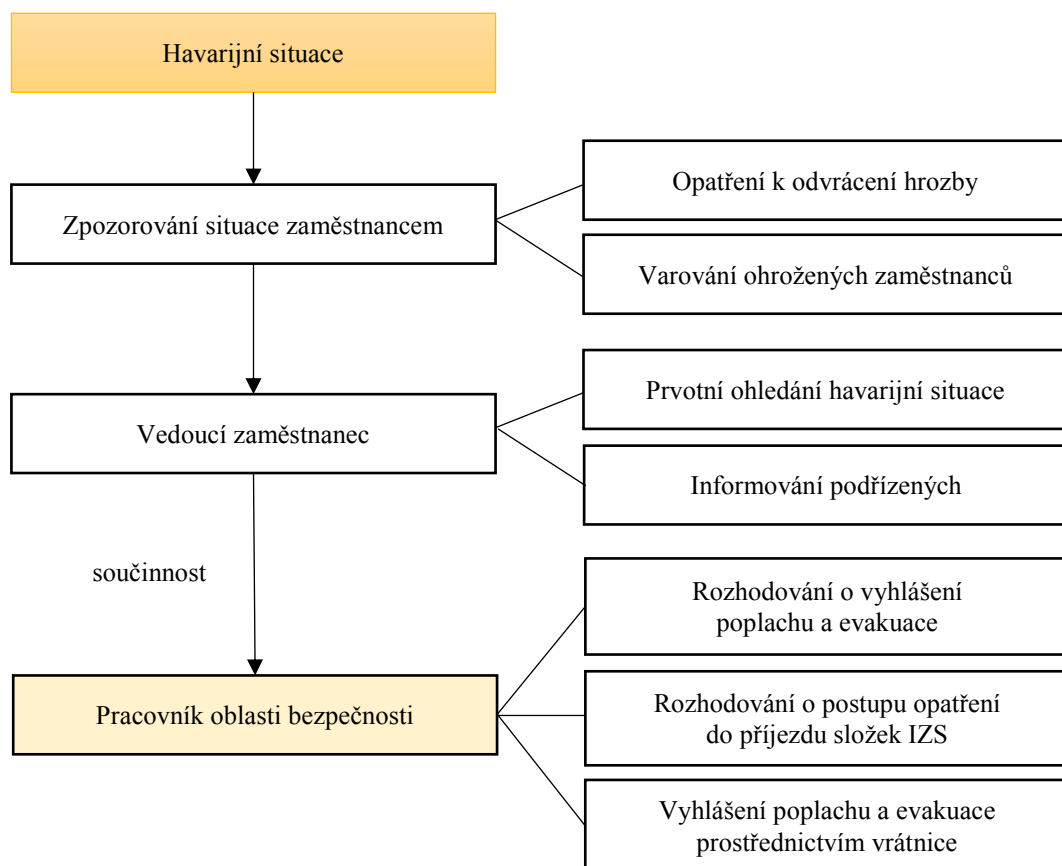 Havarijní situace
Zpozorování situace zaměstnancem
Opatření k odvrácení hrozby
Varování ohrožených zaměstnanců
Vedoucí zaměstnanec
Prvotní ohledání havarijní situace
Informování podřízených
součinnost
Pracovník oblasti bezpečnosti
Rozhodování o vyhlášení
poplachu a evakuace
Rozhodování o postupu opatření
do příjezdu složek IZS
Vyhlášení poplachu a evakuace
prostřednictvím vrátnice